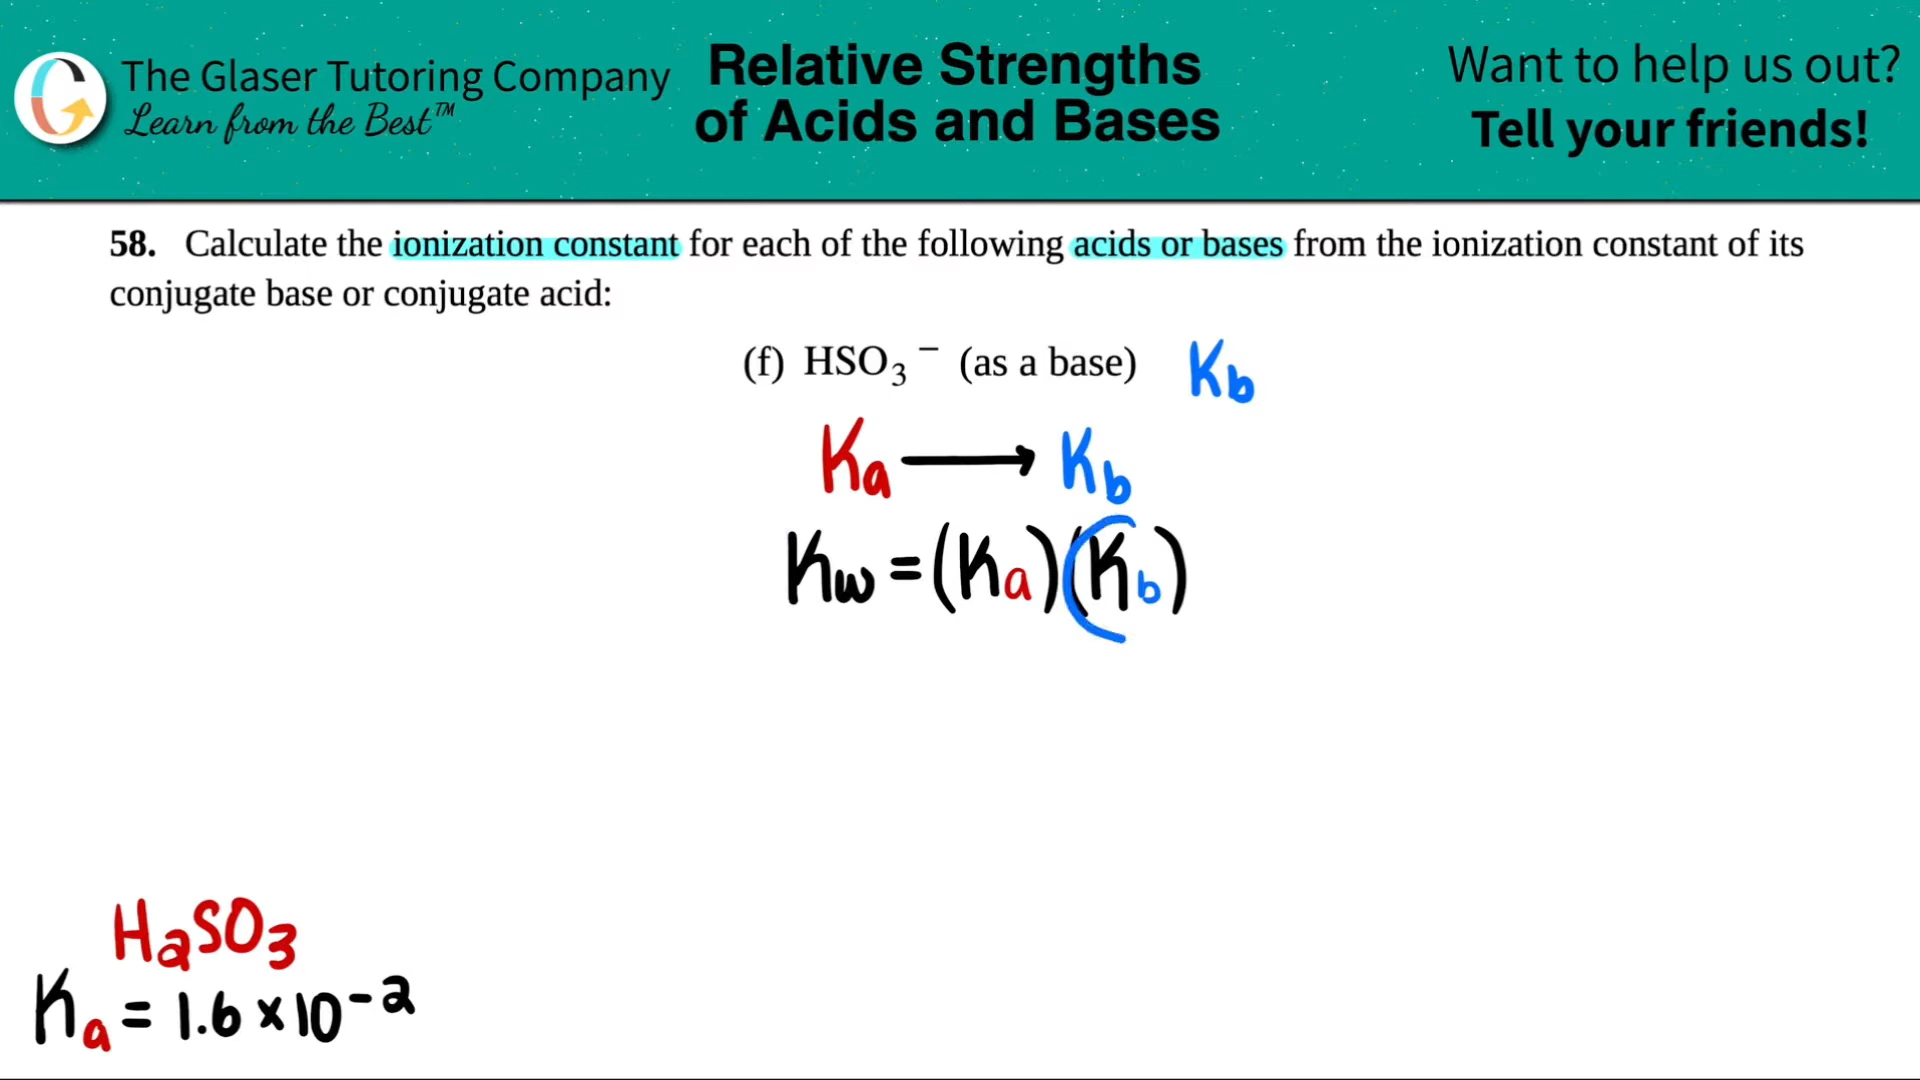 The Glaser Tutoring Company
Learn from the Best™
Relative Strengths
of Acids and Bases
Want to help us out?
Tell your friends!
58. Calculate the ionization constant for each of the following acids or bases from the ionization constant of its
conjugate base or conjugate acid:
(f) HSO₃⁻ (as a base) Kb
Ka → Kb
Kw = (Ka)(Kb)
H₂SO₃
Ka = 1.6 × 10⁻²